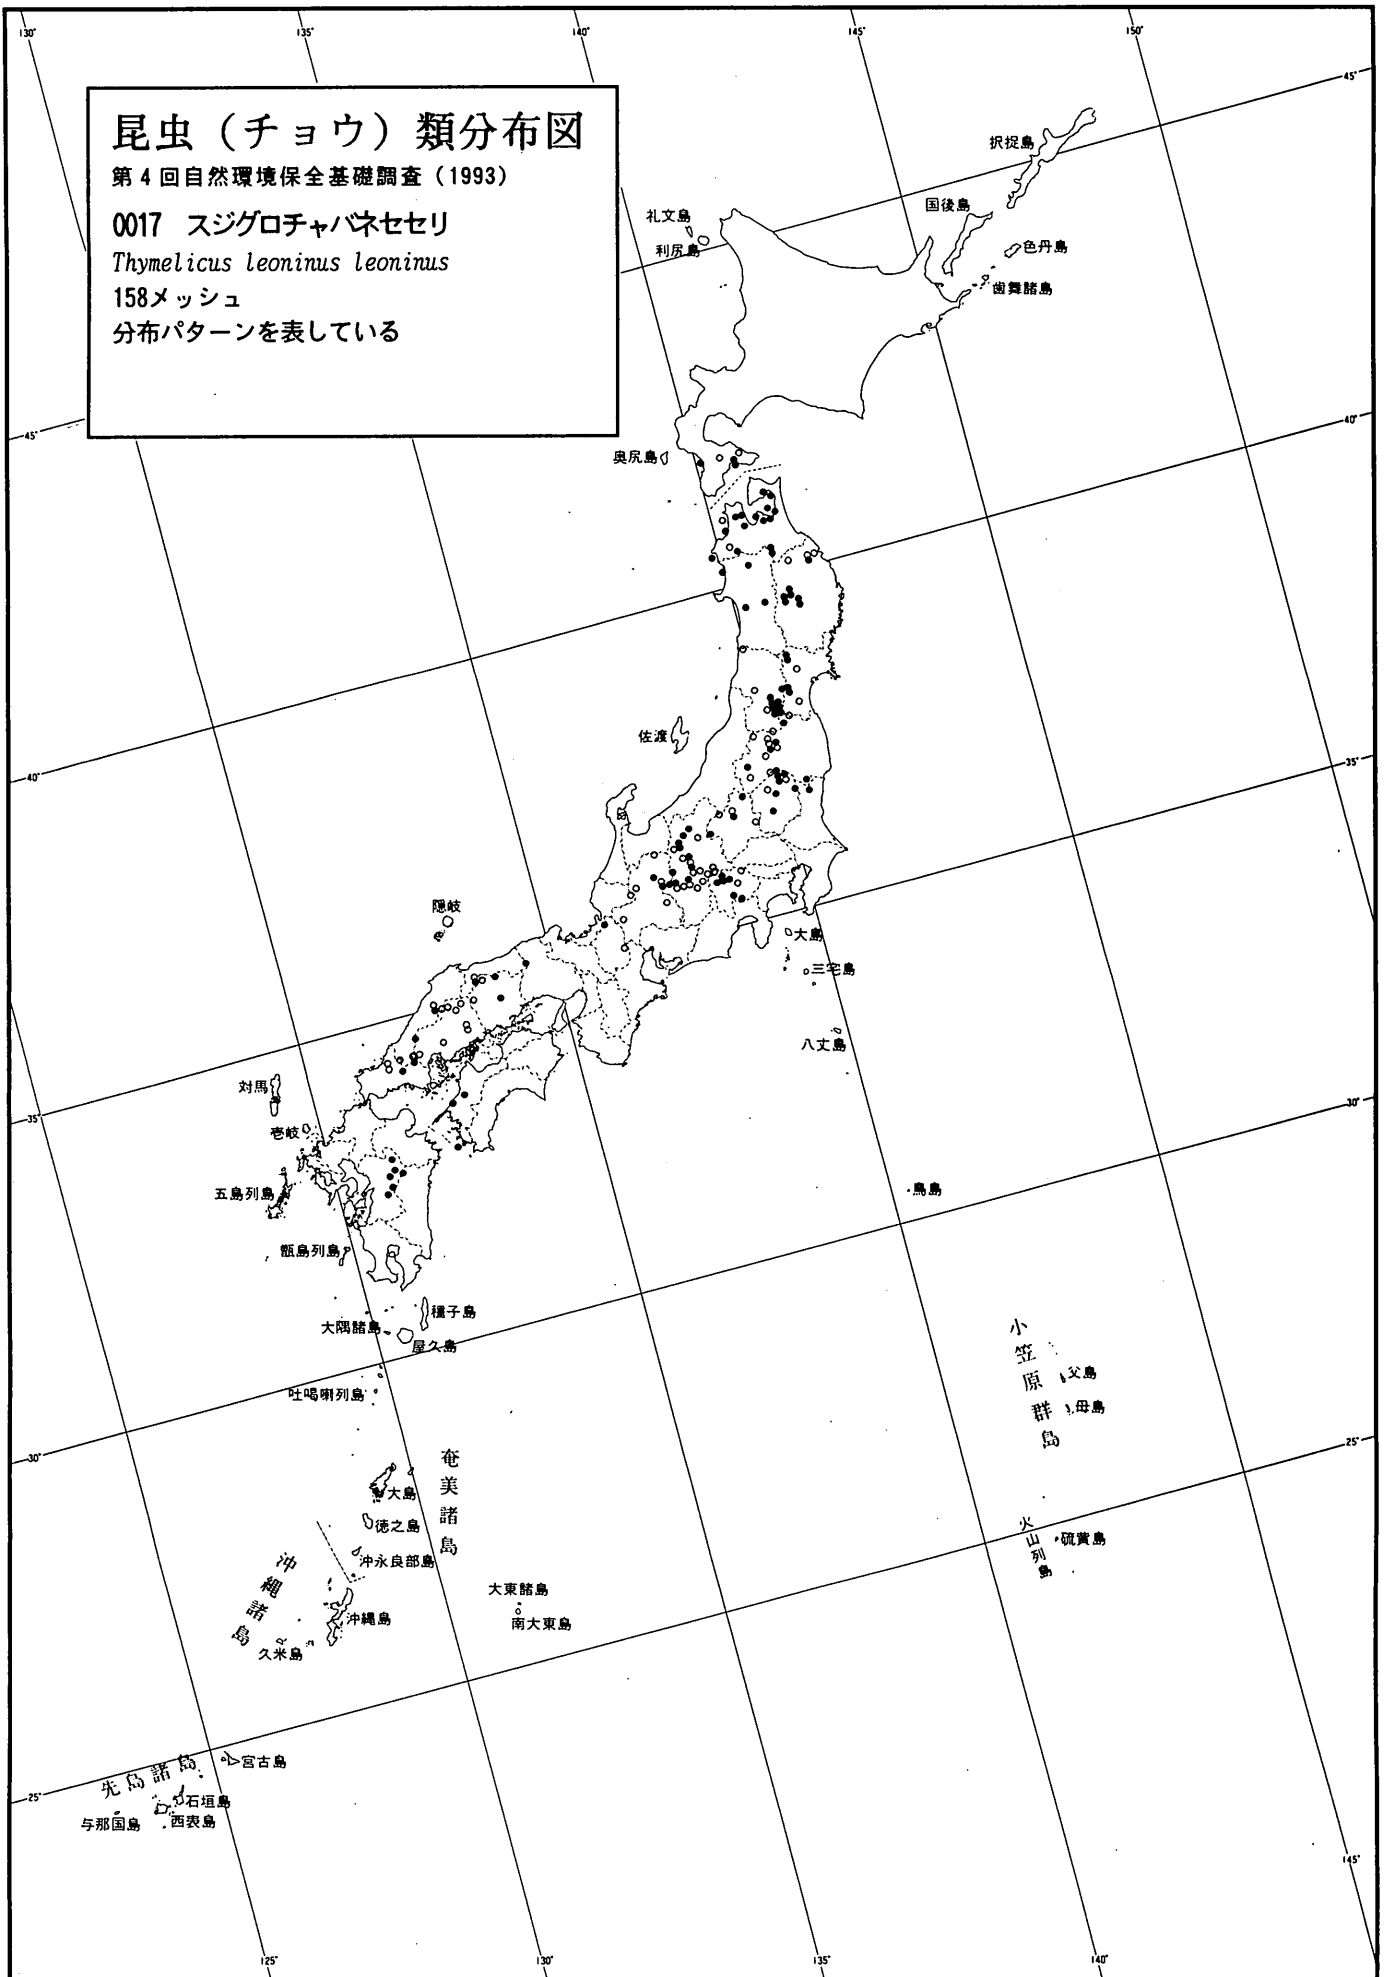 130°
135°
140°
145°
150°
昆虫（チョウ）類分布図
第4回自然環境保全基礎調査（1993）
0017　スジグロチャバネセセリ
Thymelicus leoninus leoninus
158メッシュ
分布パターンを表している
45°
択捉島
国後島
色丹島
歯舞諸島
礼文島
利尻島
45°
40°
奥尻島
佐渡
40°
35°
隠岐
大島
三宅島
八丈島
対馬
35°
壱岐
30°
五島列島
鳥島
甑島列島
種子島
大隅諸島
屋久島
吐噶喇列島
小笠原群島
父島
母島
30°
25°
奄美諸島
大島
徳之島
沖永良部島
火山列島
硫黄島
沖縄諸島
沖縄島
久米島
大東諸島
南大東島
先島諸島
宮古島
25°
石垣島
西表島
与那国島
145°
125°
130°
135°
140°